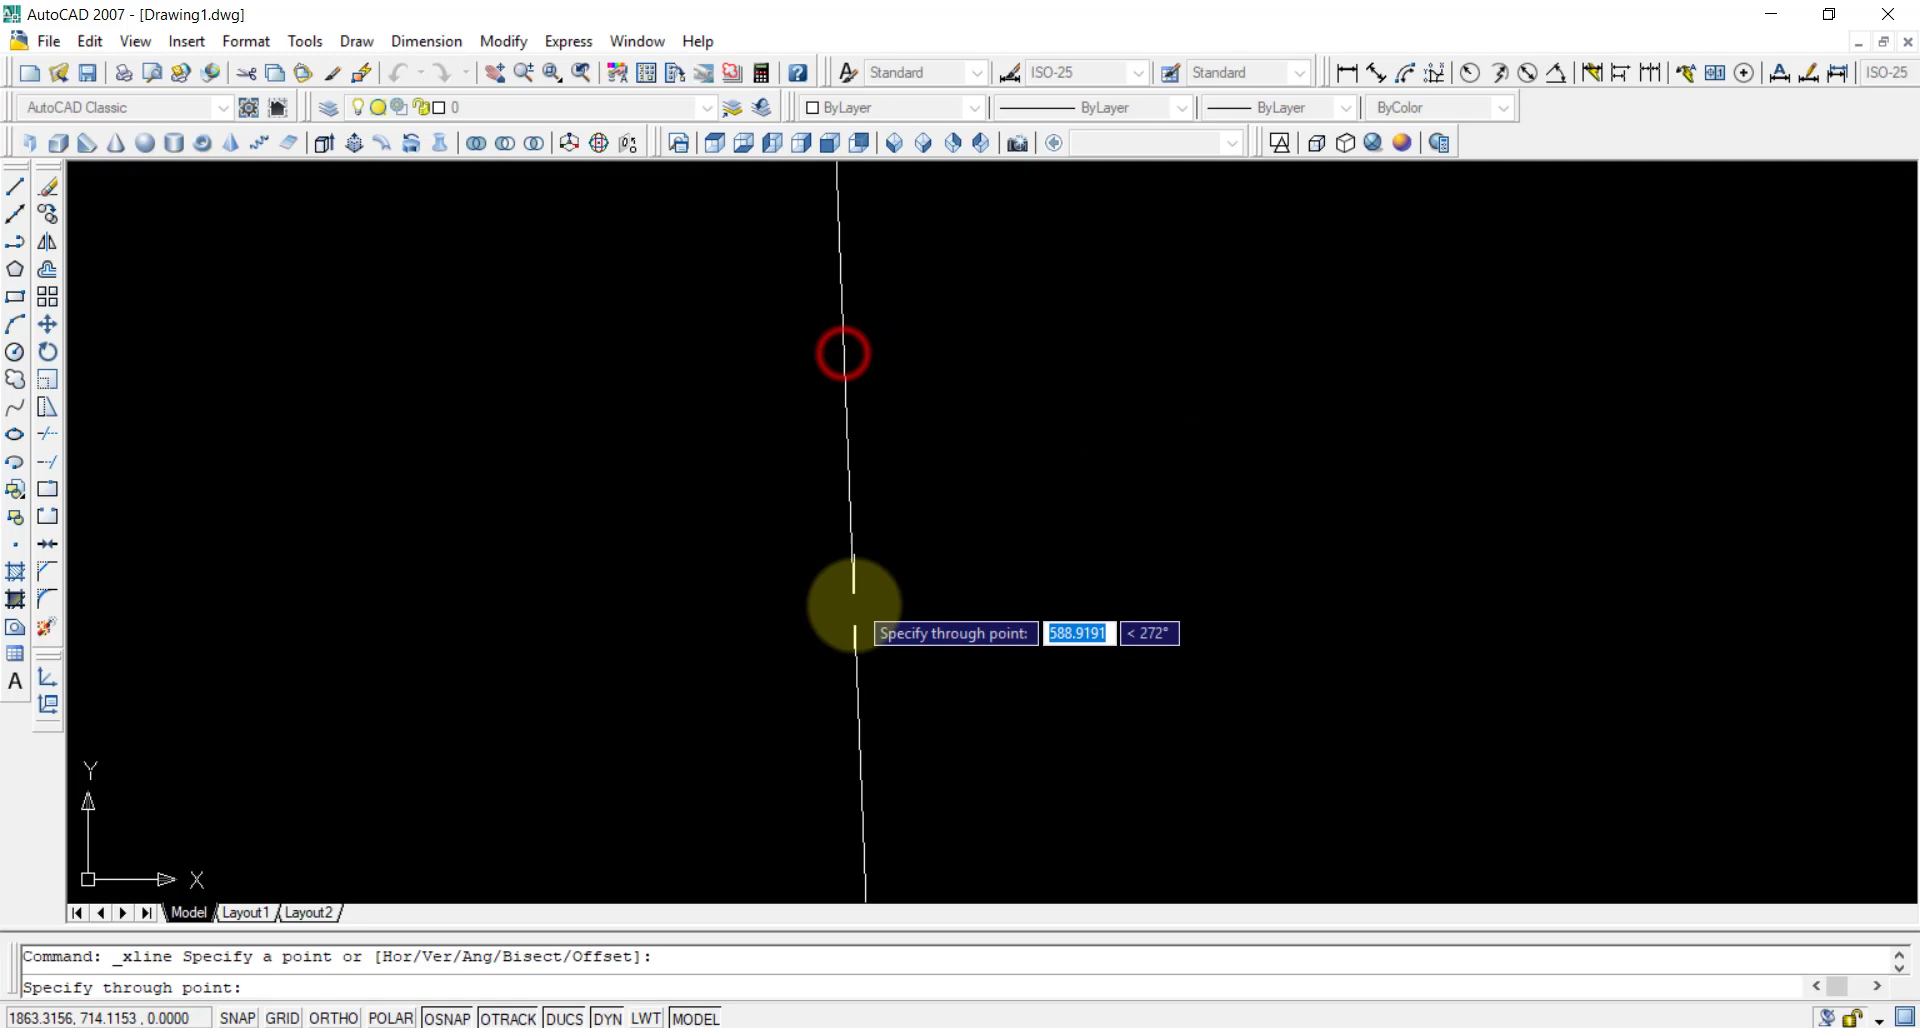 AutoCAD 2007 - [Drawing1.dwg]
File Edit View Insert Format Tools Draw Dimension Modify Express Window Help
Standard ISO-25 Standard ISO-25
AutoCAD Classic 0 ByLayer ByLayer ByLayer ByColor
Specify through point: 588.9191 < 272°
A
Y
X
Model Layout1 Layout2
Command: _xline Specify a point or [Hor/Ver/Ang/Bisect/Offset]:
Specify through point:
1863.3156, 714.1153 , 0.0000 SNAP GRID ORTHO POLAR OSNAP OTRACK DUCS DYN LWT MODEL